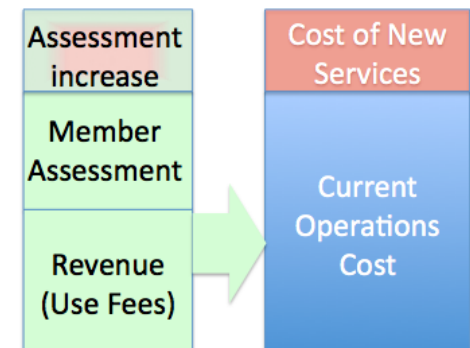 Assessment
increase
Member
Assessment
Revenue
(Use Fees)
Cost of New
Services
Current
Operations
Cost